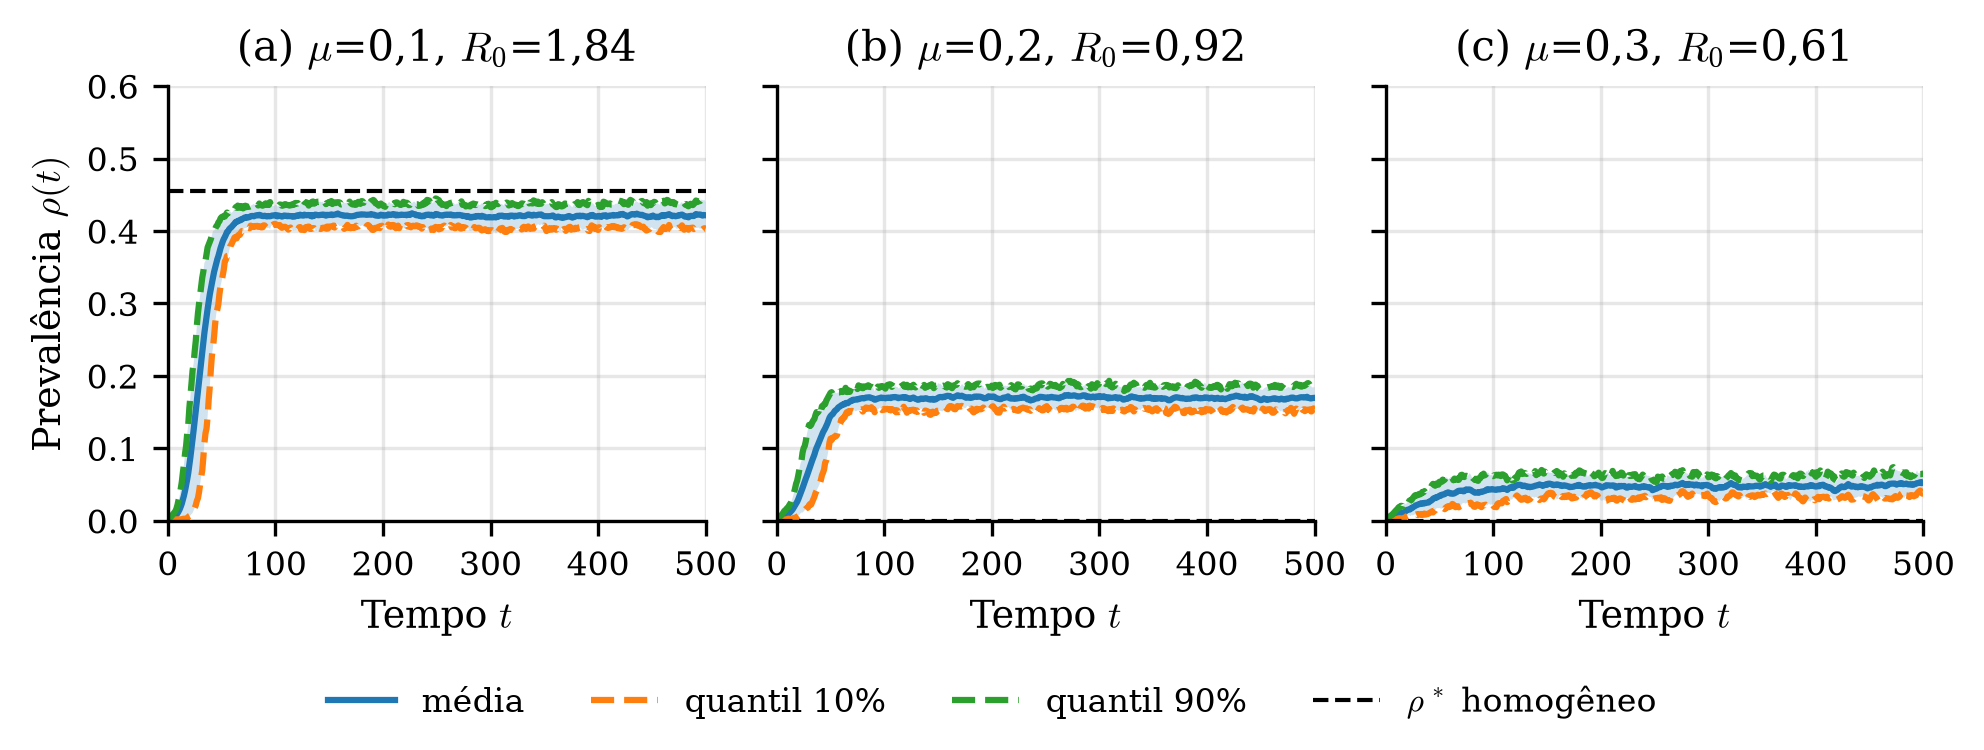 (a) μ=0,1, R₀=1,84
(b) μ=0,2, R₀=0,92
(c) μ=0,3, R₀=0,61
Prevalência ρ(t)
0.6
0.5
0.4
0.3
0.2
0.1
0.0
0 100 200 300 400 500
0 100 200 300 400 500
0 100 200 300 400 500
Tempo t
Tempo t
Tempo t
média
quantil 10%
quantil 90%
ρ* homogêneo